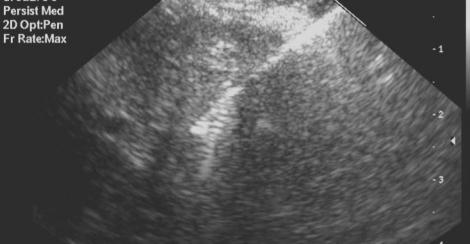 Persist Med
2D Opt:Pen
Fr Rate:Max
-1
-2
-3